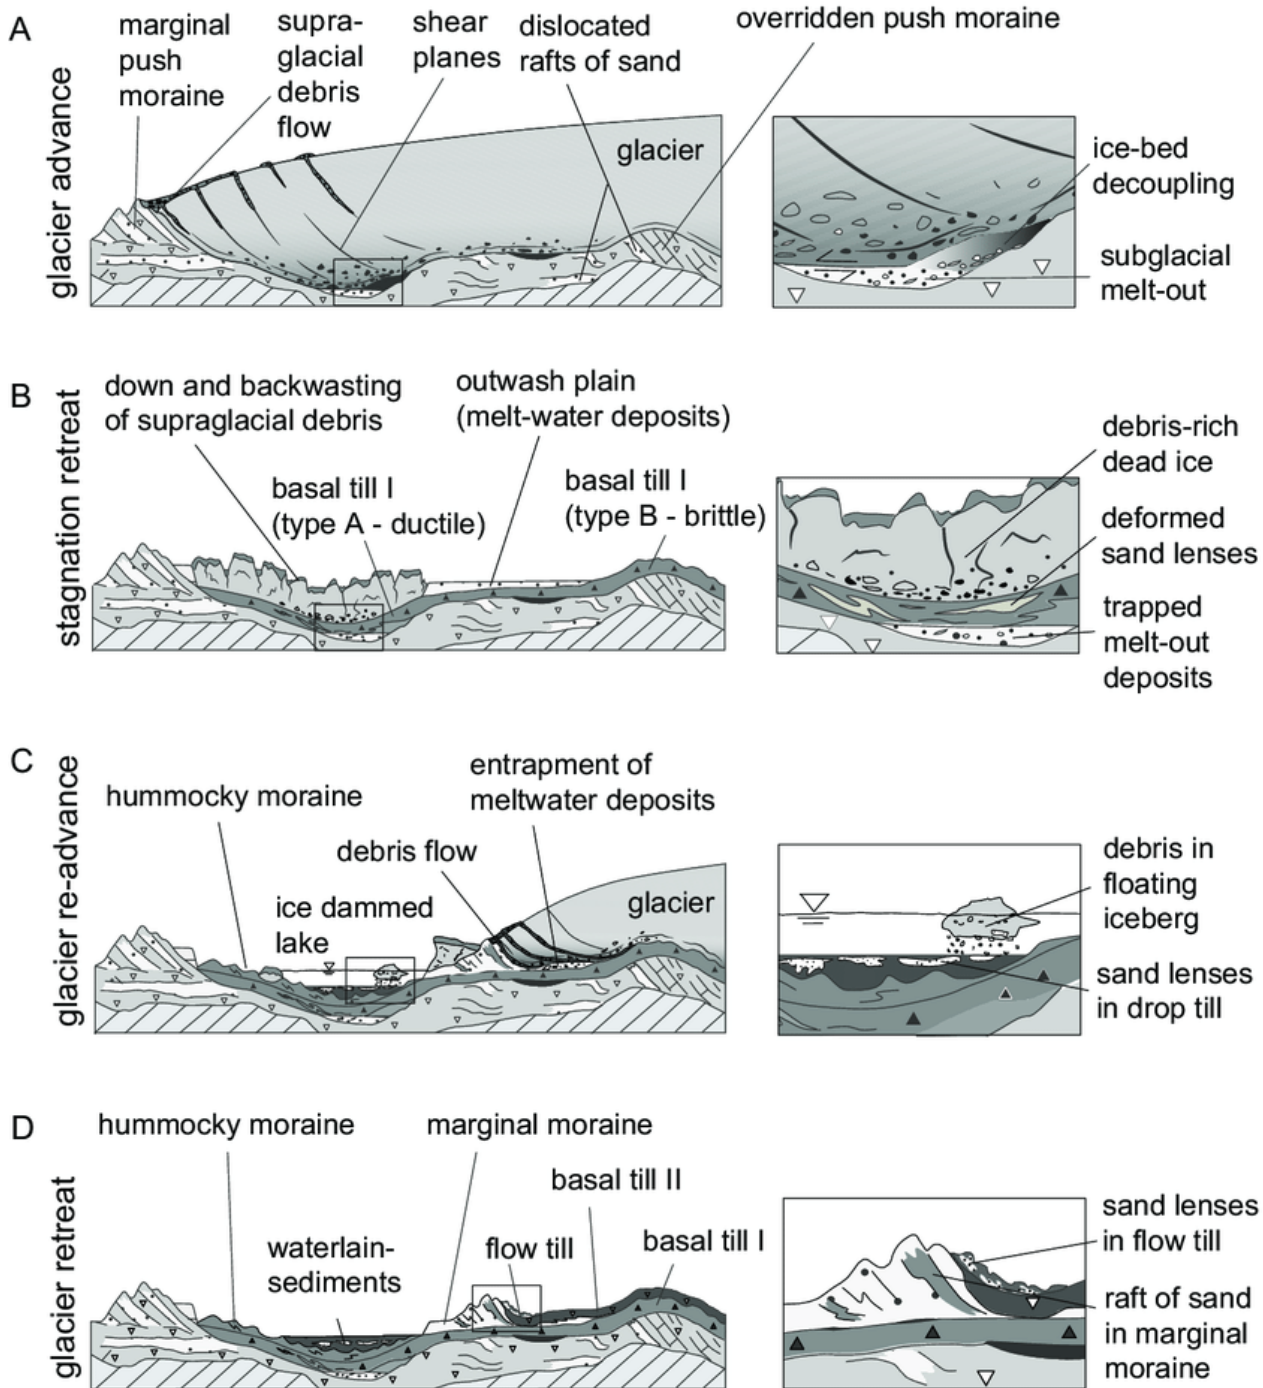 A
glacier advance
marginal
push
moraine
supra-
glacial
debris
flow
shear
planes
dislocated
rafts of sand
overridden push moraine
glacier
ice-bed
decoupling
subglacial
melt-out
B
stagnation retreat
down and backwasting
of supraglacial debris
outwash plain
(melt-water deposits)
basal till I
(type A - ductile)
basal till I
(type B - brittle)
debris-rich
dead ice
deformed
sand lenses
trapped
melt-out
deposits
C
glacier re-advance
hummocky moraine
entrapment of
meltwater deposits
debris flow
ice dammed
lake
glacier
debris in
floating
iceberg
sand lenses
in drop till
D
glacier retreat
hummocky moraine
marginal moraine
basal till II
waterlain-
sediments
flow till
basal till I
sand lenses
in flow till
raft of sand
in marginal
moraine